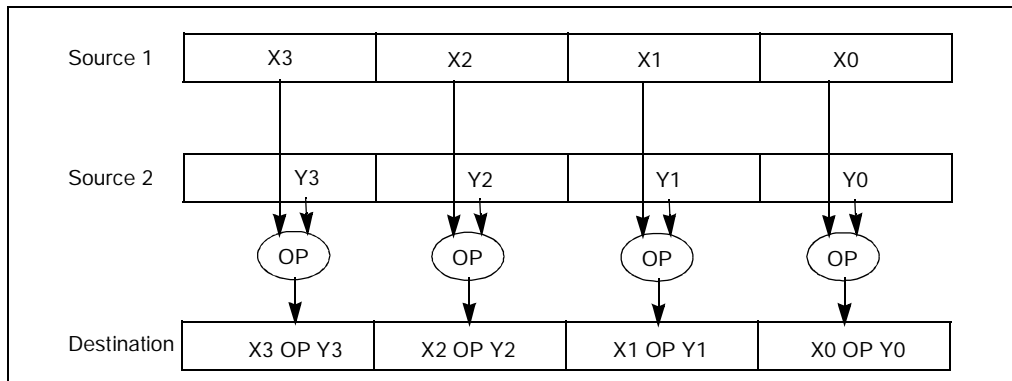 Source 1 X3 X2 X1 X0
Source 2 Y3 Y2 Y1 Y0
OP OP OP OP
Destination X3 OP Y3 X2 OP Y2 X1 OP Y1 X0 OP Y0